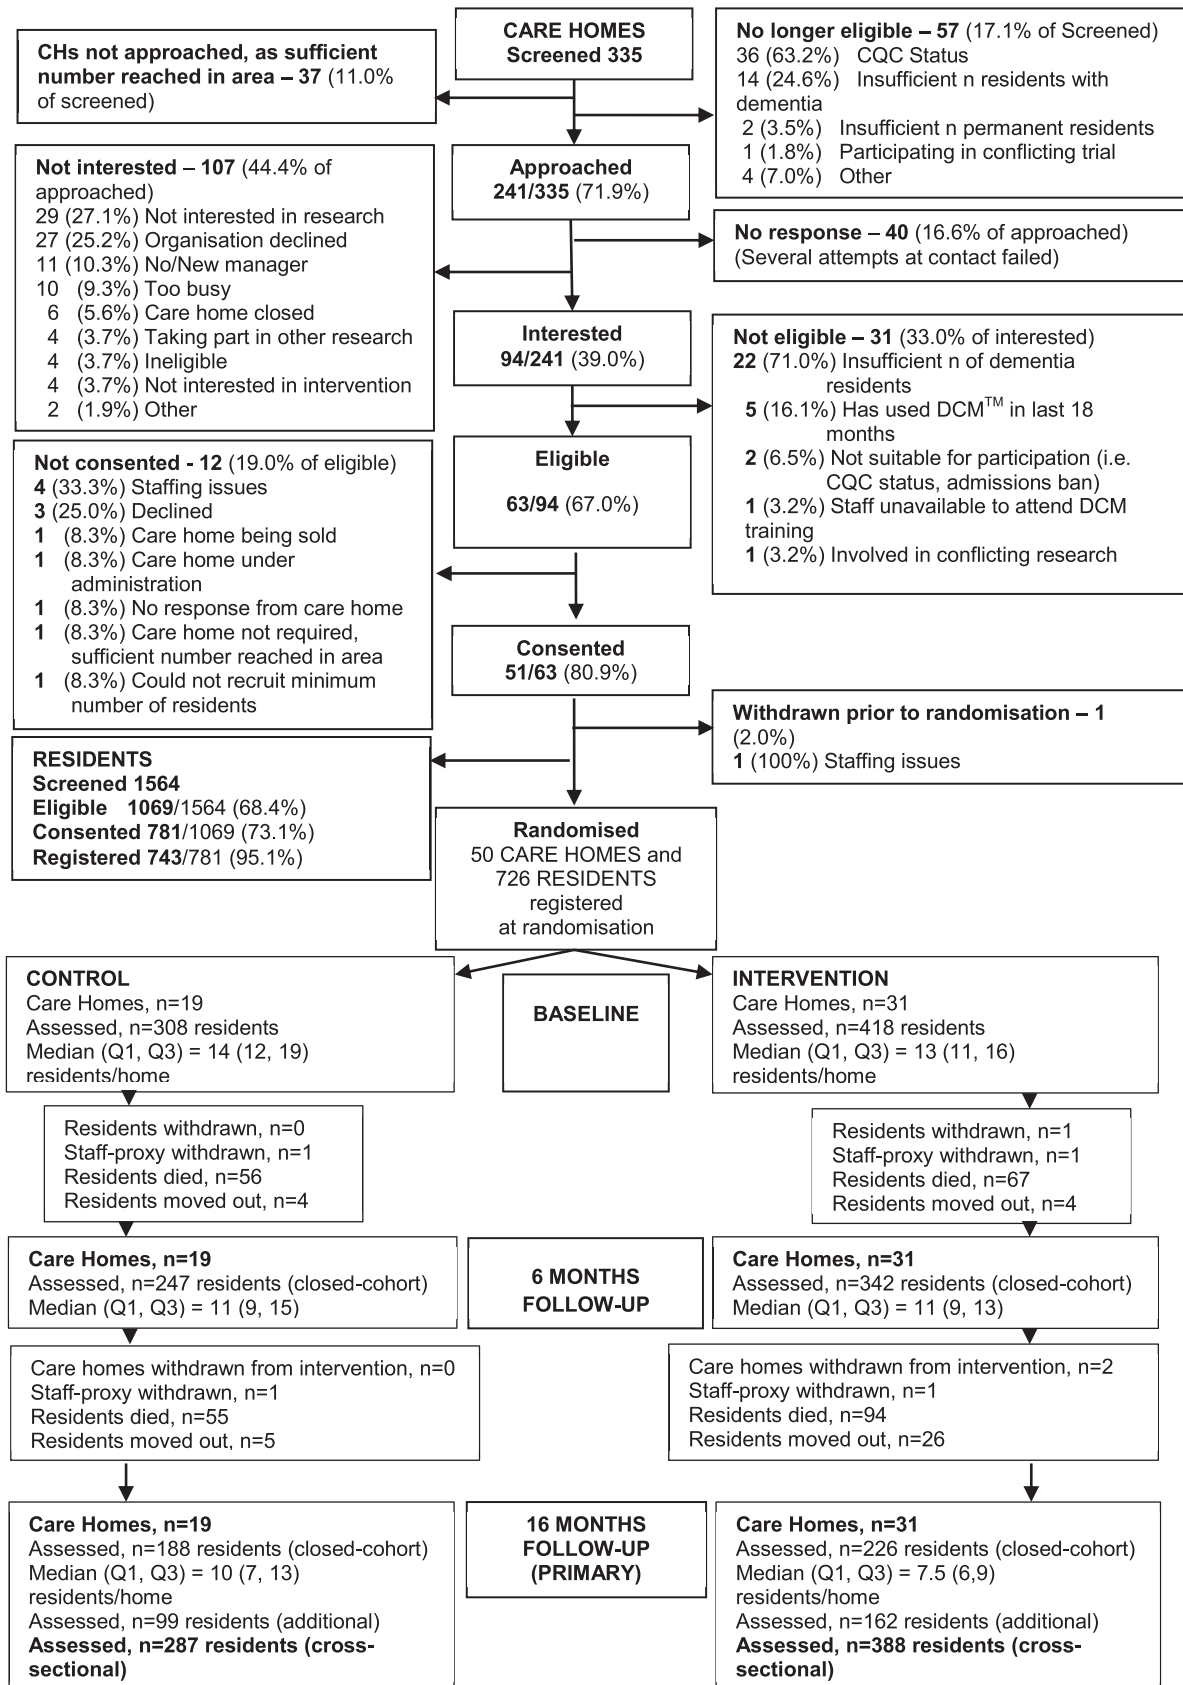 CARE HOMES
Screened 335
CHs not approached, as sufficient
number reached in area – 37 (11.0%
of screened)
No longer eligible – 57 (17.1% of Screened)
36 (63.2%) CQC Status
14 (24.6%) Insufficient n residents with
dementia
2 (3.5%) Insufficient n permanent residents
1 (1.8%) Participating in conflicting trial
4 (7.0%) Other
Approached
241/335 (71.9%)
Not interested – 107 (44.4% of
approached)
29 (27.1%) Not interested in research
27 (25.2%) Organisation declined
11 (10.3%) No/New manager
10 (9.3%) Too busy
6 (5.6%) Care home closed
4 (3.7%) Taking part in other research
4 (3.7%) Ineligible
4 (3.7%) Not interested in intervention
2 (1.9%) Other
No response – 40 (16.6% of approached)
(Several attempts at contact failed)
Interested
94/241 (39.0%)
Not eligible – 31 (33.0% of interested)
22 (71.0%) Insufficient n of dementia
residents
5 (16.1%) Has used DCM™ in last 18
months
2 (6.5%) Not suitable for participation (i.e.
CQC status, admissions ban)
1 (3.2%) Staff unavailable to attend DCM
training
1 (3.2%) Involved in conflicting research
Eligible
63/94 (67.0%)
Not consented - 12 (19.0% of eligible)
4 (33.3%) Staffing issues
3 (25.0%) Declined
1 (8.3%) Care home being sold
1 (8.3%) Care home under
administration
1 (8.3%) No response from care home
1 (8.3%) Care home not required,
sufficient number reached in area
1 (8.3%) Could not recruit minimum
number of residents
Consented
51/63 (80.9%)
Withdrawn prior to randomisation – 1
(2.0%)
1 (100%) Staffing issues
RESIDENTS
Screened 1564
Eligible 1069/1564 (68.4%)
Consented 781/1069 (73.1%)
Registered 743/781 (95.1%)
Randomised
50 CARE HOMES and
726 RESIDENTS
registered
at randomisation
CONTROL
Care Homes, n=19
Assessed, n=308 residents
Median (Q1, Q3) = 14 (12, 19)
residents/home
BASELINE
INTERVENTION
Care Homes, n=31
Assessed, n=418 residents
Median (Q1, Q3) = 13 (11, 16)
residents/home
Residents withdrawn, n=0
Staff-proxy withdrawn, n=1
Residents died, n=56
Residents moved out, n=4
Residents withdrawn, n=1
Staff-proxy withdrawn, n=1
Residents died, n=67
Residents moved out, n=4
Care Homes, n=19
Assessed, n=247 residents (closed-cohort)
Median (Q1, Q3) = 11 (9, 15)
6 MONTHS
FOLLOW-UP
Care Homes, n=31
Assessed, n=342 residents (closed-cohort)
Median (Q1, Q3) = 11 (9, 13)
Care homes withdrawn from intervention, n=0
Staff-proxy withdrawn, n=1
Residents died, n=55
Residents moved out, n=5
Care homes withdrawn from intervention, n=2
Staff-proxy withdrawn, n=1
Residents died, n=94
Residents moved out, n=26
Care Homes, n=19
Assessed, n=188 residents (closed-cohort)
Median (Q1, Q3) = 10 (7, 13)
residents/home
Assessed, n=99 residents (additional)
Assessed, n=287 residents (cross-
sectional)
16 MONTHS
FOLLOW-UP
(PRIMARY)
Care Homes, n=31
Assessed, n=226 residents (closed-cohort)
Median (Q1, Q3) = 7.5 (6,9)
residents/home
Assessed, n=162 residents (additional)
Assessed, n=388 residents (cross-
sectional)